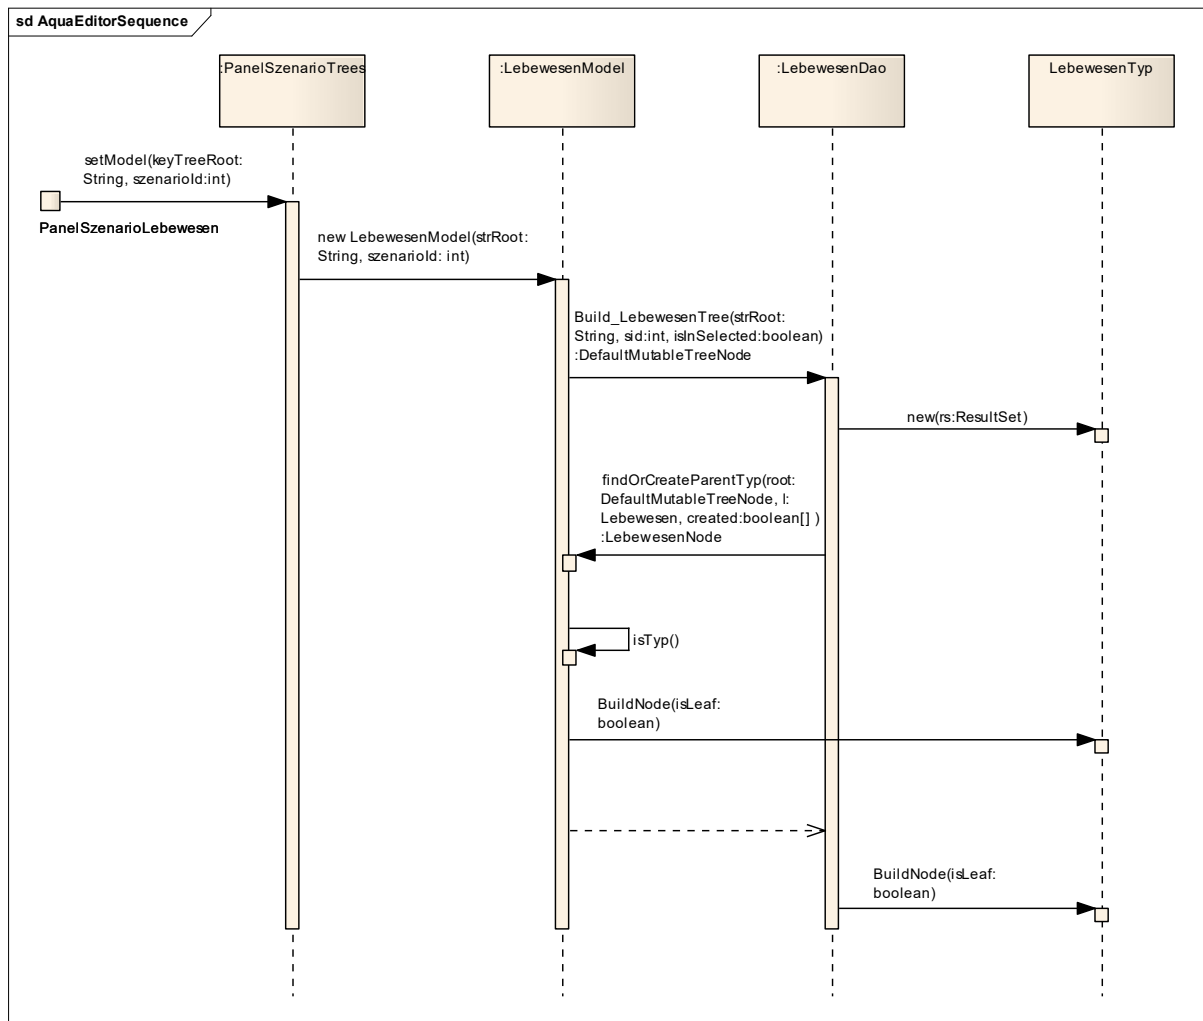 sd AquaEditorSequence
:PanelSzenarioTrees
:LebewesenModel
:LebewesenDao
LebewesenTyp
setModel(keyTreeRoot:
String, szenarioId:int)
PanelSzenarioLebewesen
new LebewesenModel(strRoot:
String, szenarioId: int)
Build_LebewesenTree(strRoot:
String, sid:int, isInSelected:boolean)
:DefaultMutableTreeNode
new(rs:ResultSet)
findOrCreateParentTyp(root:
DefaultMutableTreeNode, l:
Lebewesen, created:boolean[] )
:LebewesenNode
isTyp()
BuildNode(isLeaf:
boolean)
BuildNode(isLeaf:
boolean)